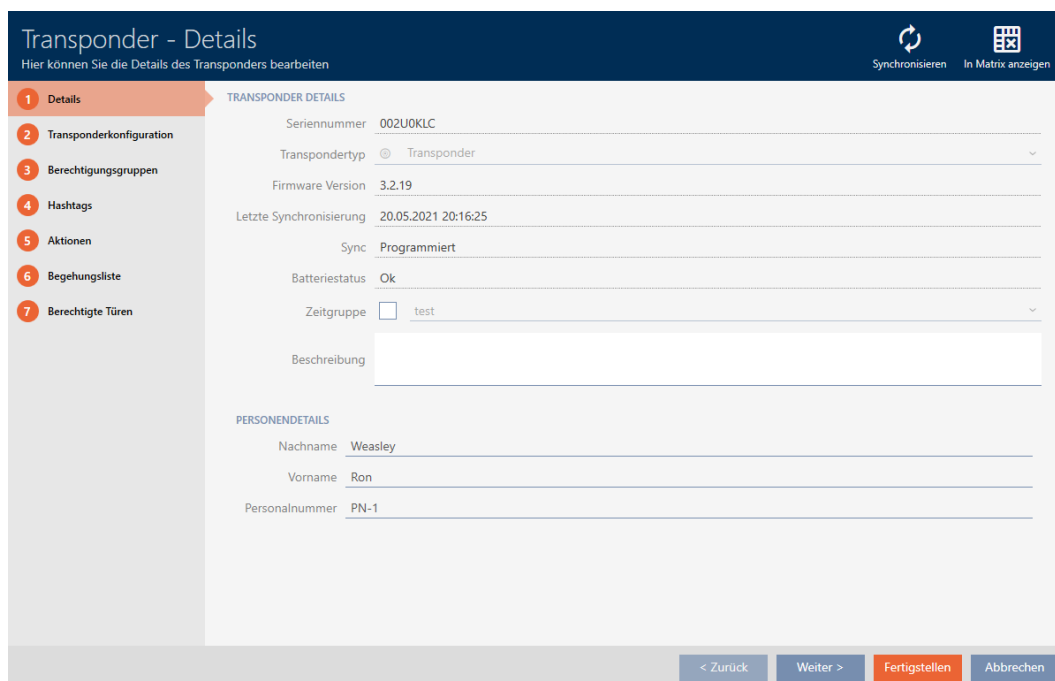 Transponder - Details
Hier können Sie die Details des Transponders bearbeiten
Synchronisieren
In Matrix anzeigen
1 Details
2 Transponderkonfiguration
3 Berechtigungsgruppen
4 Hashtags
5 Aktionen
6 Begehungsliste
7 Berechtigte Türen
TRANSPONDER DETAILS
Seriennummer 002U0KLC
Transpondertyp Transponder
Firmware Version 3.2.19
Letzte Synchronisierung 20.05.2021 20:16:25
Sync Programmiert
Batteriestatus Ok
Zeitgruppe test
Beschreibung
PERSONENDETAILS
Nachname Weasley
Vorname Ron
Personalnummer PN-1
< Zurück
Weiter >
Fertigstellen
Abbrechen